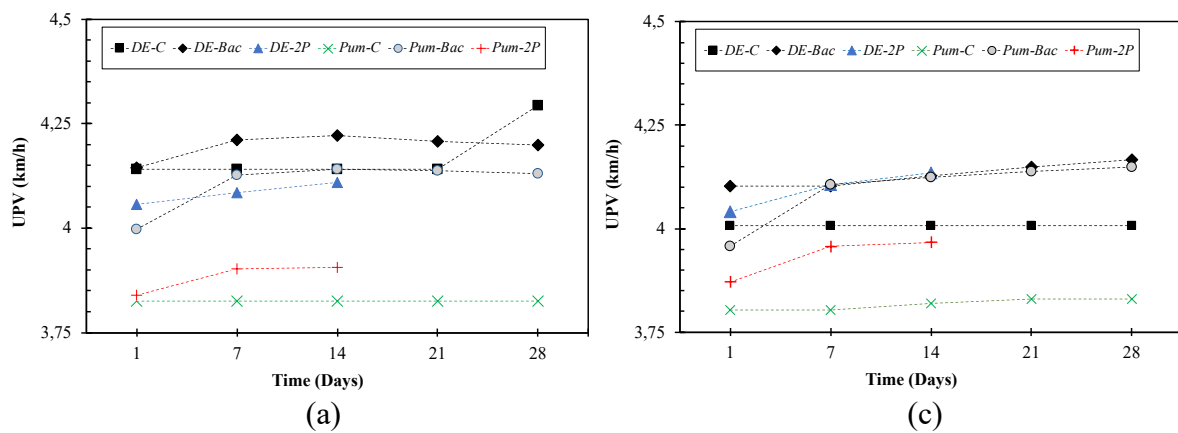 4,5
4,25
4
3,75
UPV (km/h)
DE-C DE-Bac DE-2P Pum-C Pum-Bac Pum-2P
1 7 14 21 28
Time (Days)
(a)
4,5
4,25
4
3,75
UPV (km/h)
DE-C DE-Bac DE-2P Pum-C Pum-Bac Pum-2P
1 7 14 21 28
Time (Days)
(c)